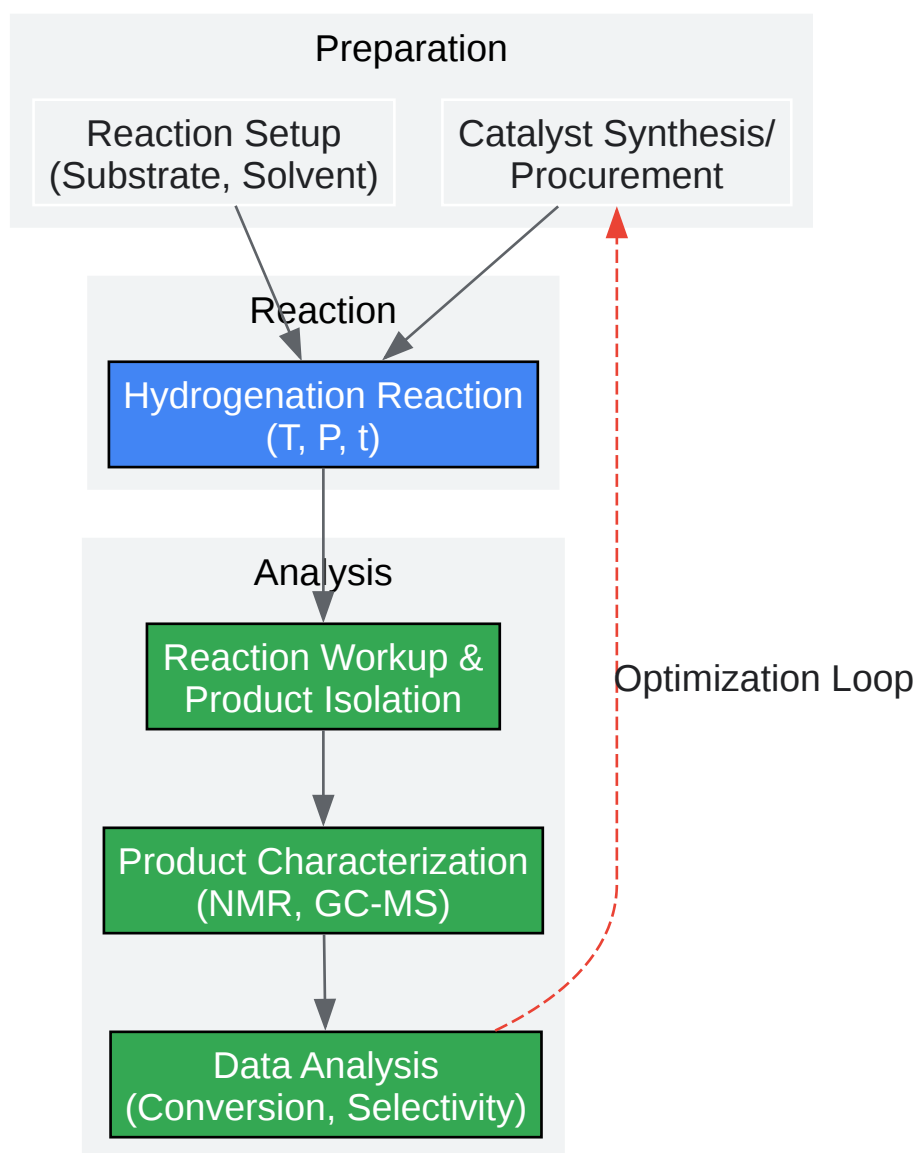 Preparation
Reaction Setup
(Substrate, Solvent)
Catalyst Synthesis/
Procurement
Reaction
Hydrogenation Reaction
(T, P, t)
Analysis
Reaction Workup &
Product Isolation
Optimization Loop
Product Characterization
(NMR, GC-MS)
Data Analysis
(Conversion, Selectivity)